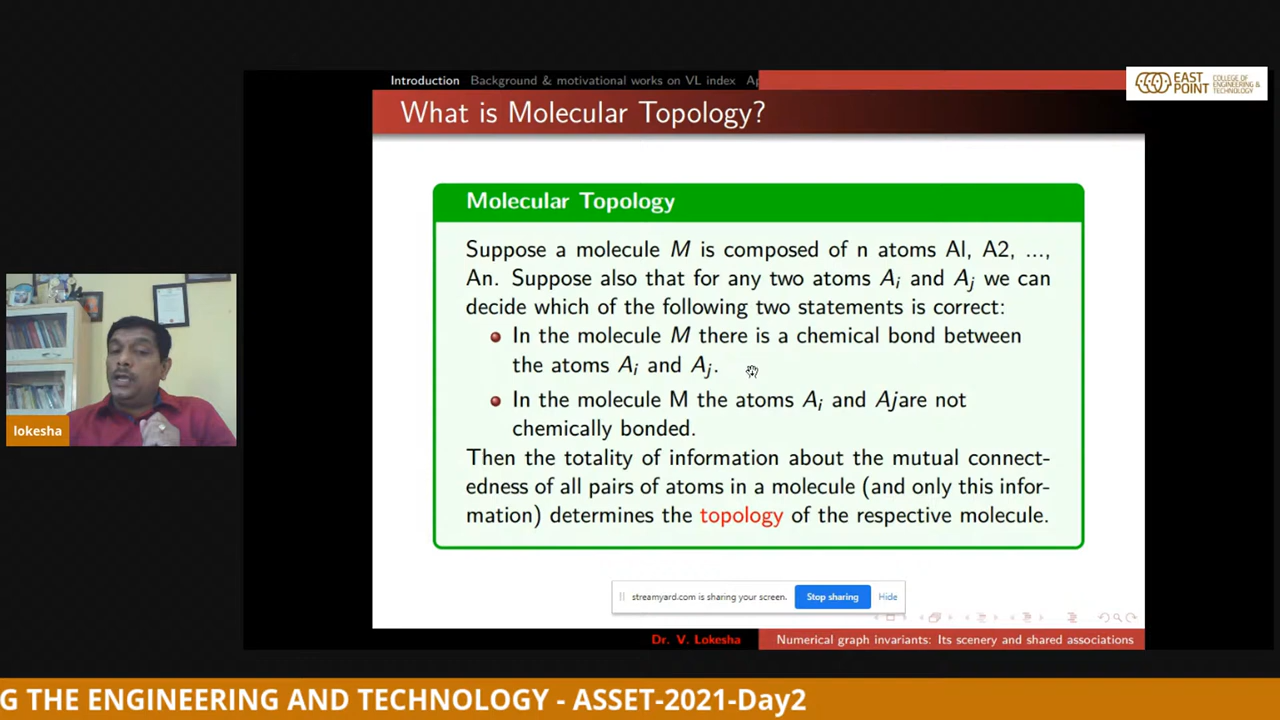 Introduction Background & motivational works on VL index Ap
EAST POINT
COLLEGE OF ENGINEERING & TECHNOLOGY
What is Molecular Topology?
Molecular Topology
Suppose a molecule M is composed of n atoms Al, A2, ...,
An. Suppose also that for any two atoms Ai and Aj we can
decide which of the following two statements is correct:
In the molecule M there is a chemical bond between
the atoms Ai and Aj.
In the molecule M the atoms Ai and Ajare not
chemically bonded.
Then the totality of information about the mutual connect-
edness of all pairs of atoms in a molecule (and only this infor-
mation) determines the topology of the respective molecule.
lokesha
streamyard.com is sharing your screen. Stop sharing Hide
Dr. V. Lokesha Numerical graph invariants: Its scenery and shared associations
G THE ENGINEERING AND TECHNOLOGY - ASSET-2021-Day2